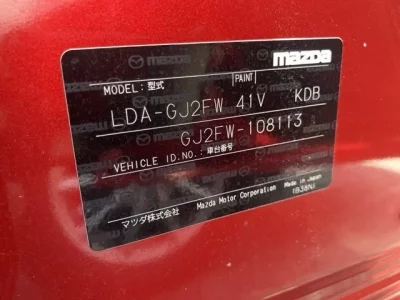 mazda
MODEL: 型式 PAINT
LDA-GJ2FW 41V KDB
GJ2FW-108113
VEHICLE ID.NO.: 車台番号
マツダ株式会社 Mazda Motor Corporation Made in Japan